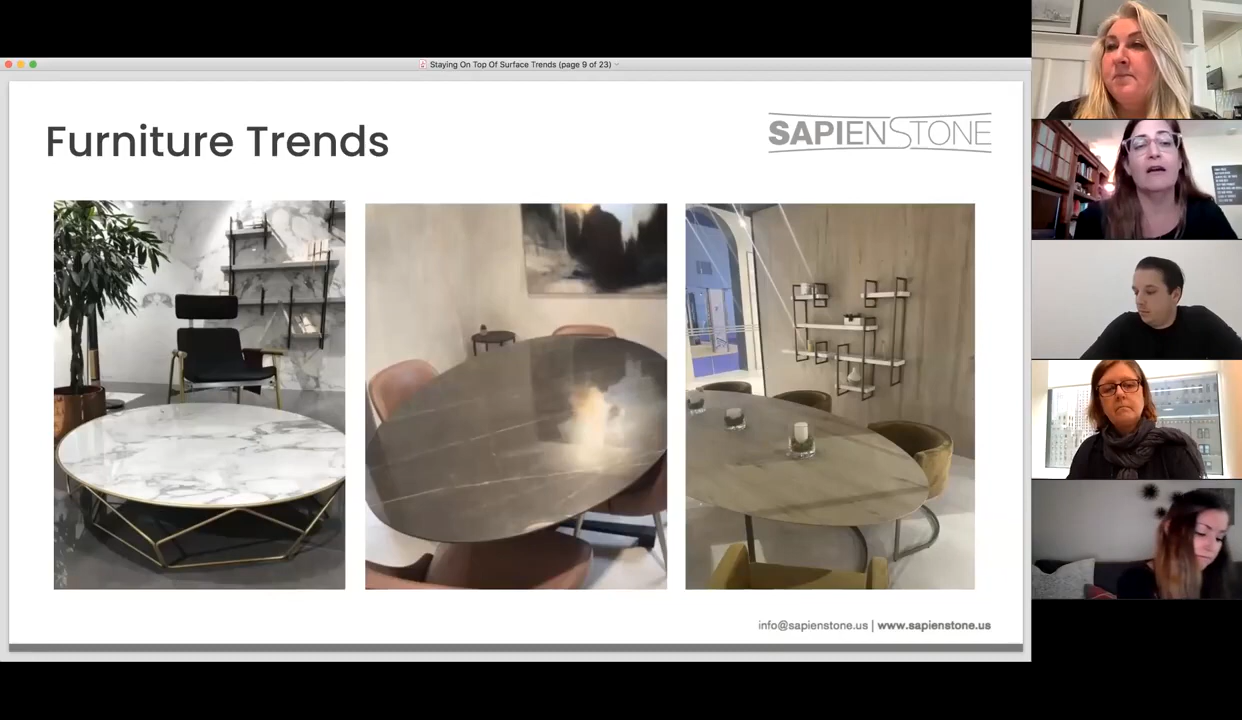 Staying On Top Of Surface Trends (page 9 of 23)
Furniture Trends
SAPIENSTONE
info@sapienstone.us | www.sapienstone.us